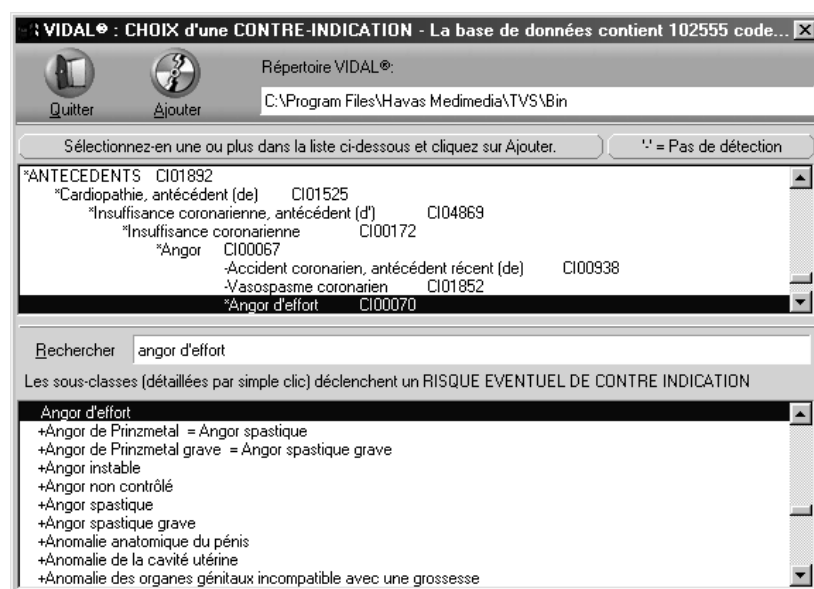 VIDAL® : CHOIX d'une CONTRE-INDICATION - La base de données contient 102555 code...
Répertoire VIDAL®:
Quitter Ajouter C:\Program Files\Havas Medimedia\TVS\Bin
Sélectionnez-en une ou plus dans la liste ci-dessous et cliquez sur Ajouter. '-' = Pas de détection
*ANTECEDENTS CI01892
*Cardiopathie, antécédent (de) CI01525
*Insuffisance coronarienne, antécédent (d') CI04869
*Insuffisance coronarienne CI00172
*Angor CI00067
-Accident coronarien, antécédent récent (de) CI00938
-Vasospasme coronarien CI01852
*Angor d'effort CI00070
Rechercher angor d'effort
Les sous-classes (détaillées par simple clic) déclenchent un RISQUE EVENTUEL DE CONTRE INDICATION
Angor d'effort
+Angor de Prinzmetal = Angor spastique
+Angor de Prinzmetal grave = Angor spastique grave
+Angor instable
+Angor non contrôlé
+Angor spastique
+Angor spastique grave
+Anomalie anatomique du pénis
+Anomalie de la cavité utérine
+Anomalie des organes génitaux incompatible avec une grossesse